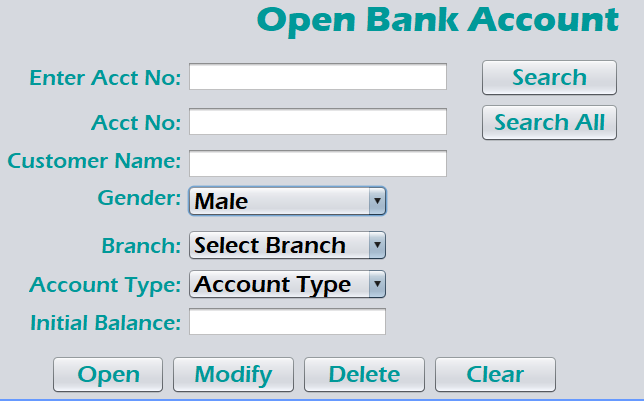 Open Bank Account
Enter Acct No: Search
Acct No: Search All
Customer Name:
Gender: Male
Branch: Select Branch
Account Type: Account Type
Initial Balance:
Open Modify Delete Clear